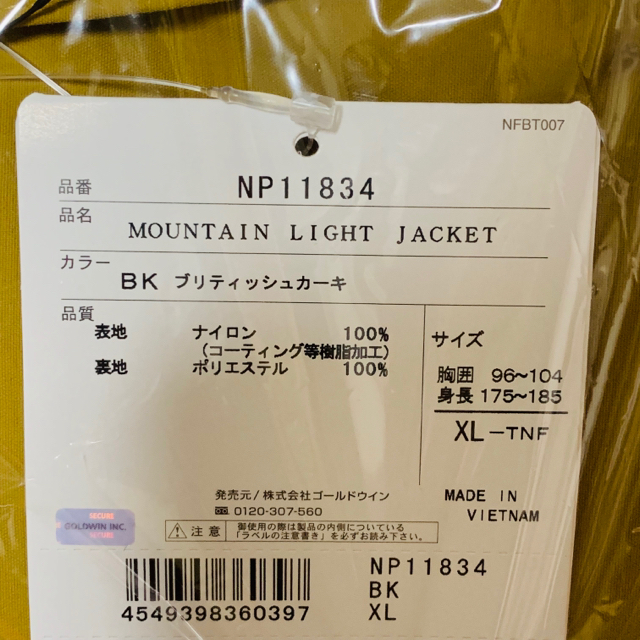 NFBT007
品番 NP11834
品名 MOUNTAIN LIGHT JACKET
カラー BK ブリティッシュカーキ
品質
表地 ナイロン 100%
(コーティング等樹脂加工)
裏地 ポリエステル 100%
サイズ
胸囲 96~104
身長 175~185
XL-TNF
発売元/株式会社ゴールドウイン
0120-307-560
注意 御使用の際は製品の内側についている
「ラベルの注意書き」を必ずお読み下さい。
MADE IN
VIETNAM
SECURE
GOLDWIN INC.
4549398360397
NP11834
BK
XL